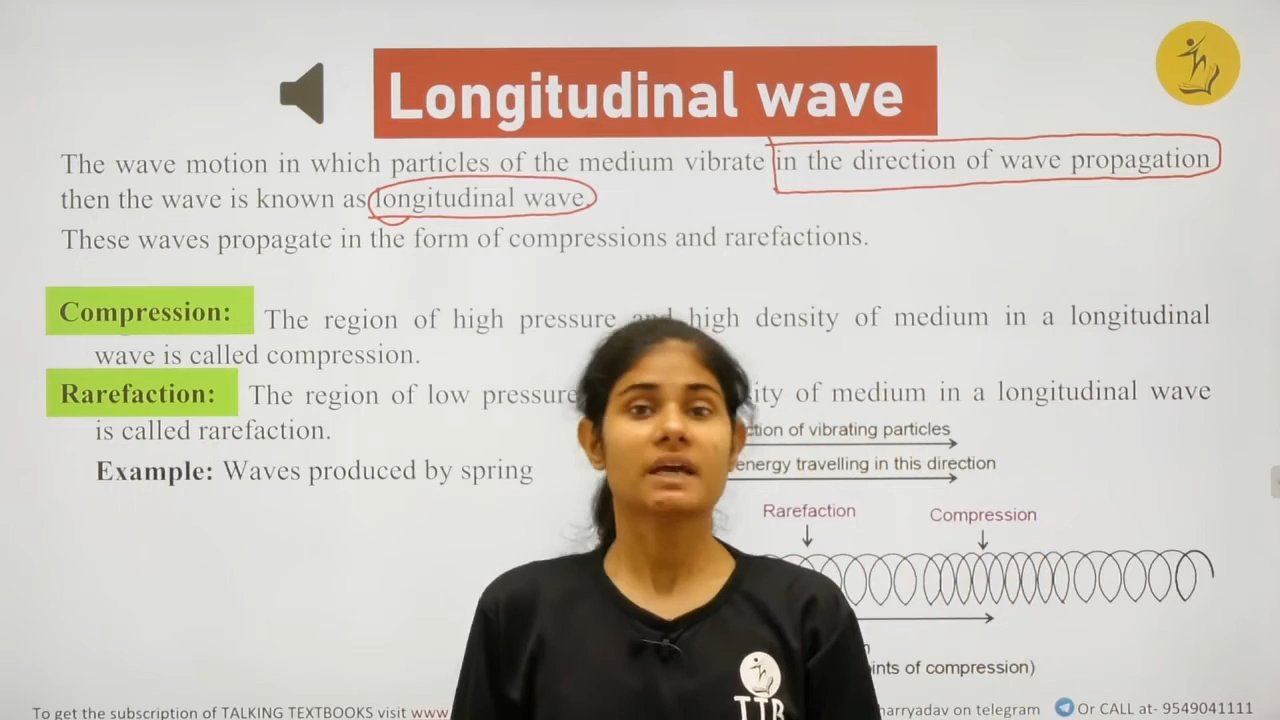 Longitudinal wave
The wave motion in which particles of the medium vibrate in the direction of wave propagation
then the wave is known as longitudinal wave.
These waves propagate in the form of compressions and rarefactions.
Compression: The region of high pressure and high density of medium in a longitudinal
wave is called compression.
Rarefaction: The region of low pressure of medium in a longitudinal wave
is called rarefaction.
of vibrating particles
energy travelling in this direction
Example: Waves produced by spring
Rarefaction
Compression
of compression)
TTB
To get the subscription of TALKING TEXTBOOKS visit www
on telegram
Or CALL at- 9549041111